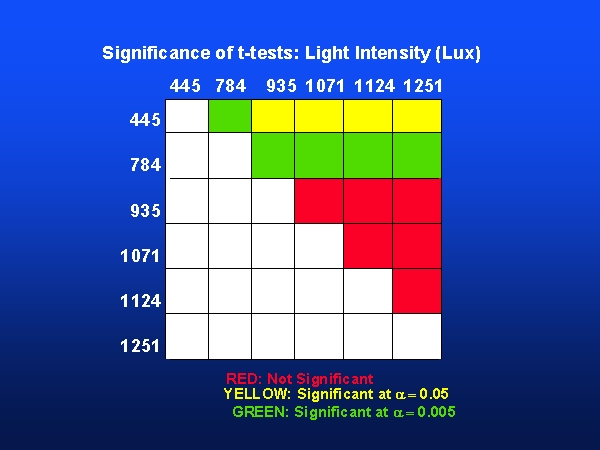 Significance of t-tests: Light Intensity (Lux)
445 784 935 1071 1124 1251
445
784
935
1071
1124
1251
RED: Not Significant
YELLOW: Significant at α = 0.05
GREEN: Significant at α = 0.005